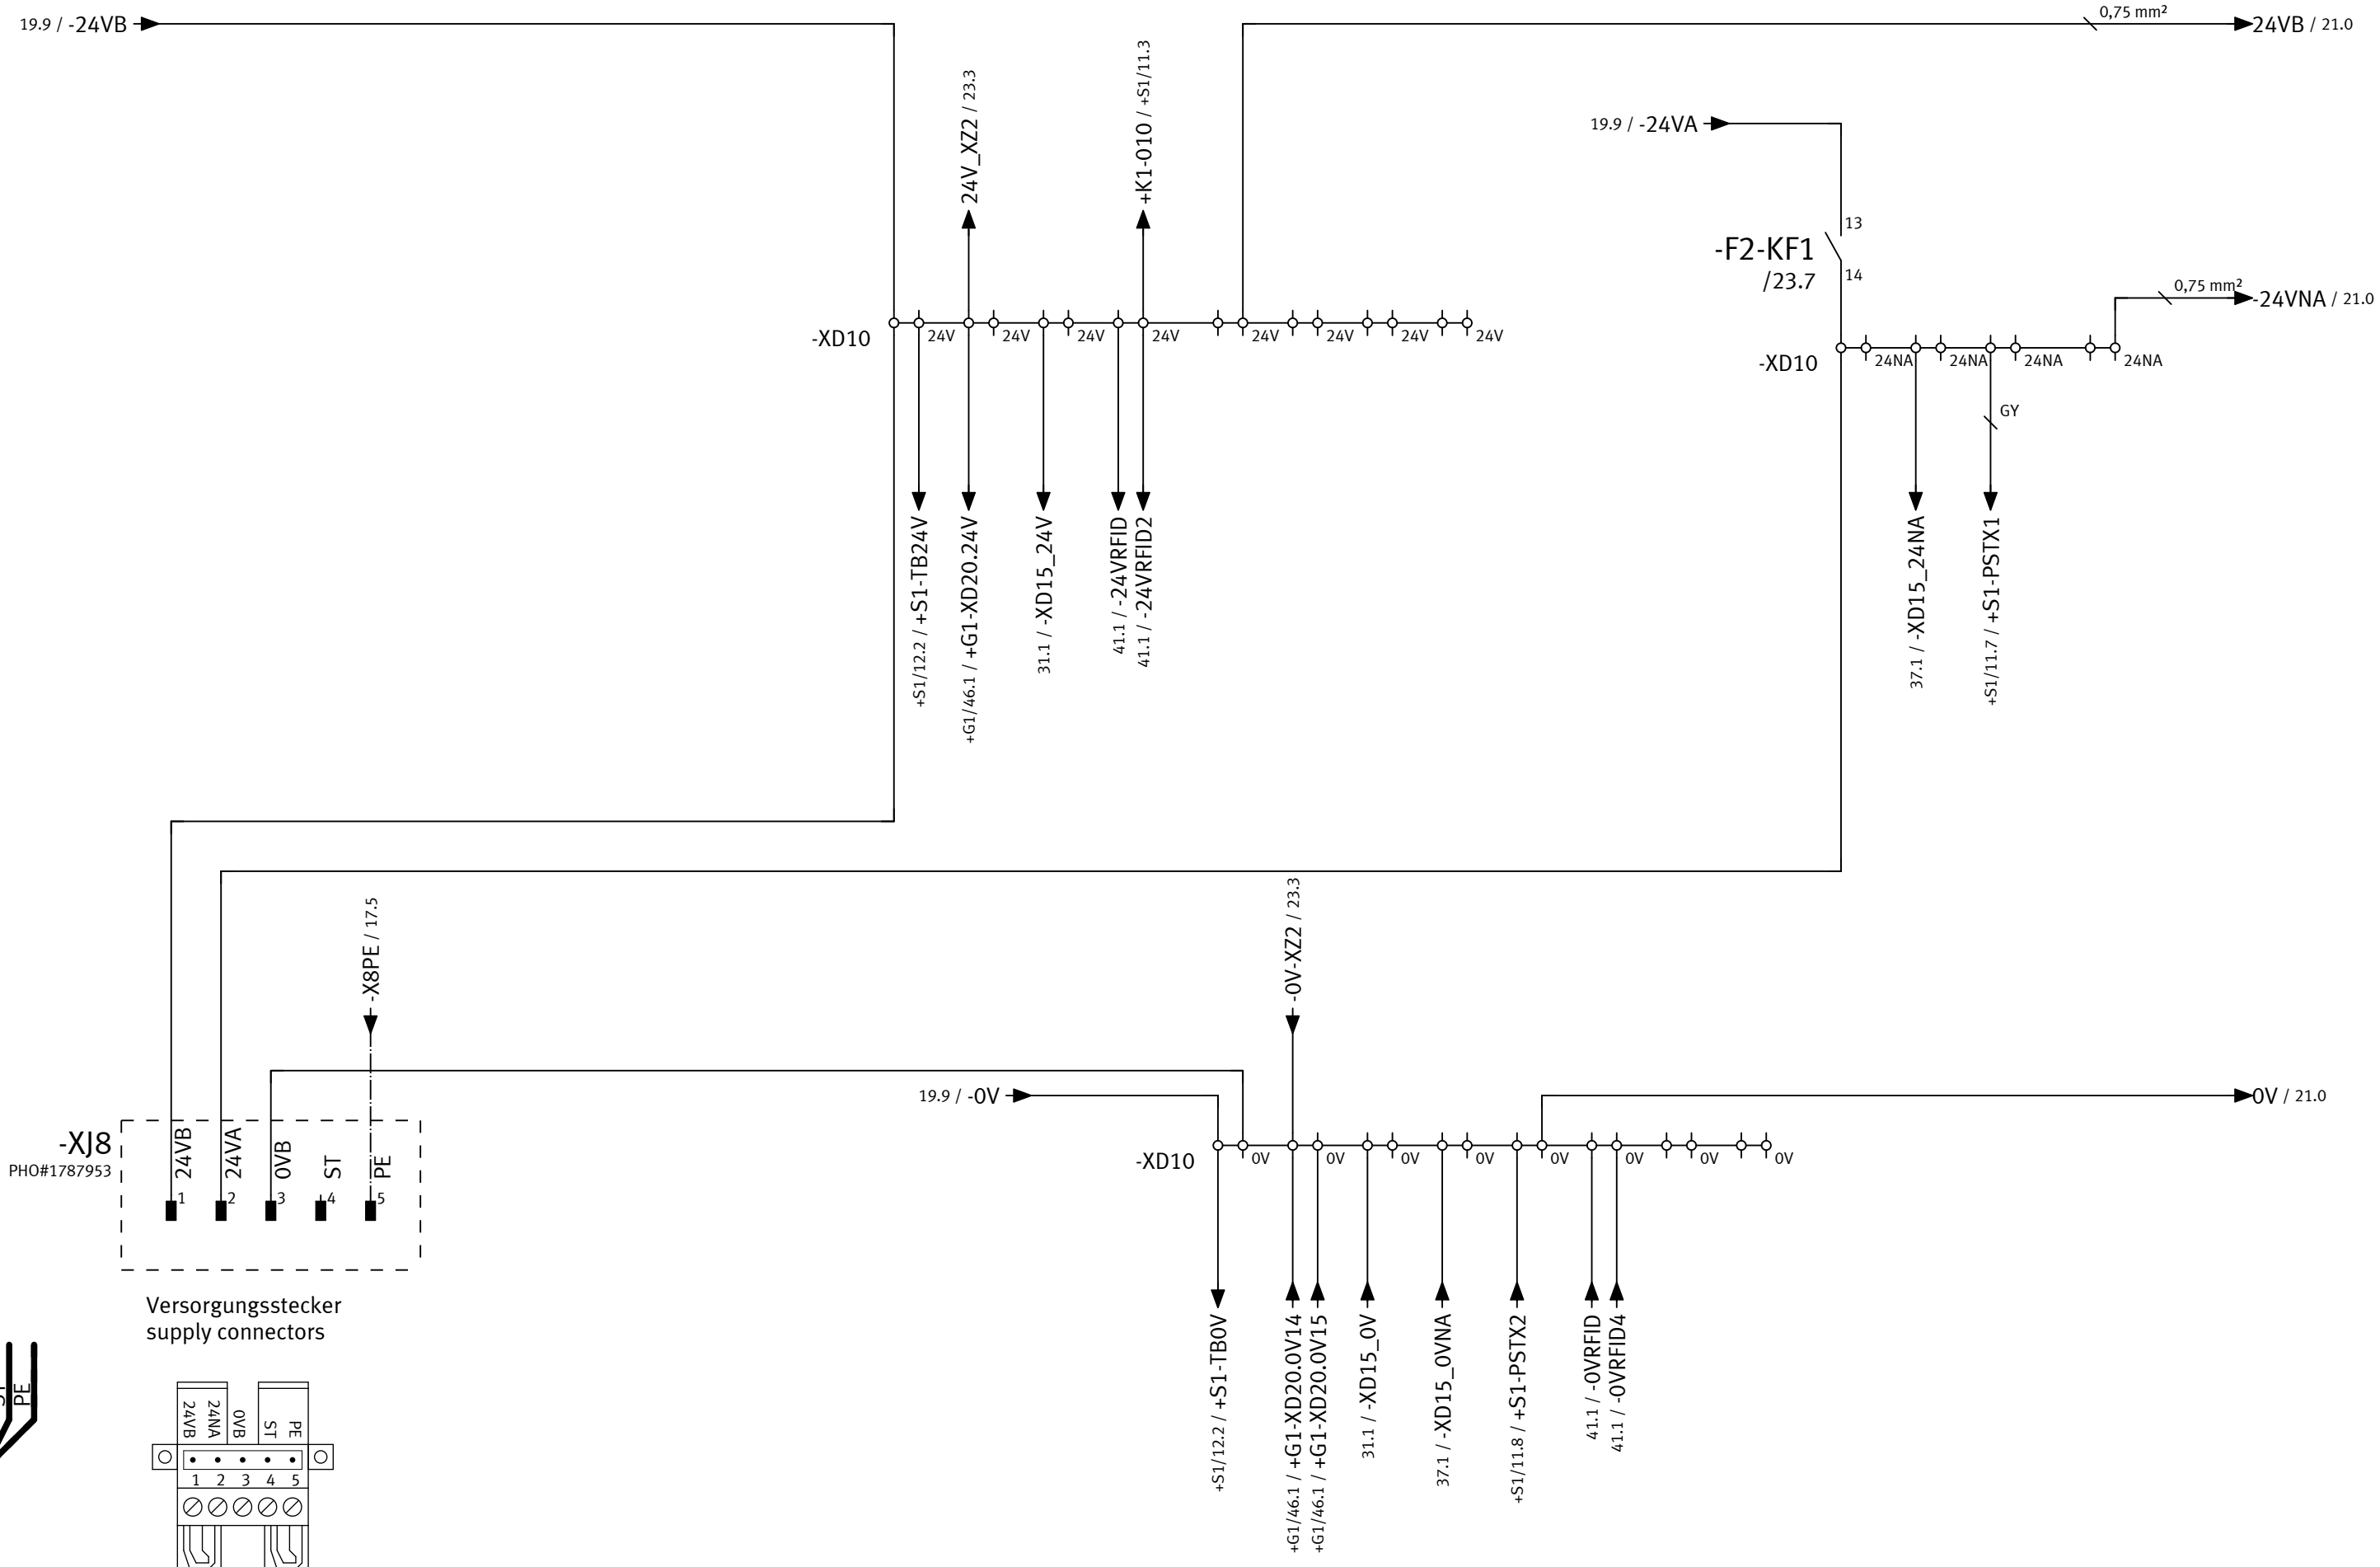 19.9 / -24VB
0,75 mm²
24VB / 21.0
24V_XZ2 / 23.3
+K1-010 / +S1/11.3
19.9 / -24VA
13
-F2-KF1
/23.7
14
0,75 mm²
-24VNA / 21.0
-XD10
24V
24V
24V
24V
24V
24V
24V
24V
-XD10
24NA
24NA
24NA
24NA
GY
+S1/12.2 / +S1-TB24V
+G1/46.1 / +G1-XD20.24V
31.1 / -XD15_24V
41.1 / -24VRFID
41.1 / -24VRFID2
37.1 / -XD15_24NA
+S1/11.7 / +S1-PSTX1
-X8PE / 17.5
-0V-XZ2 / 23.3
19.9 / -0V
0V / 21.0
-XJ8
PHO#1787953
24VB
24VA
0VB
ST
PE
1
2
3
4
5
-XD10
0V
0V
0V
0V
0V
0V
0V
0V
Versorgungsstecker
supply connectors
+S1/12.2 / +S1-TB0V
+G1/46.1 / +G1-XD20.0V14
+G1/46.1 / +G1-XD20.0V15
31.1 / -XD15_0V
37.1 / -XD15_0VNA
+S1/11.8 / +S1-PSTX2
41.1 / -0VRFID
41.1 / -0VRFID4
PE
24VB
24NA
0VB
ST
PE
1
2
3
4
5